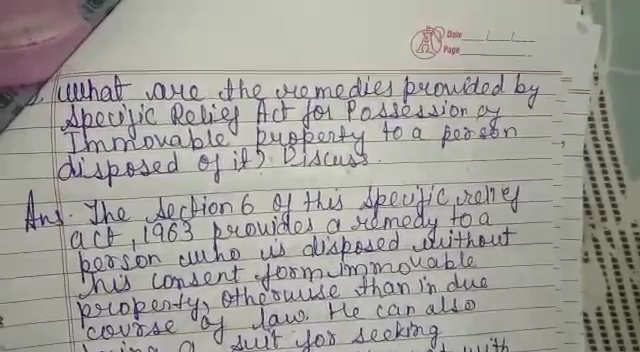 Date
Page
2. What are the remedies provided by
Specific Relief Act for Possession of
Immovable property to a person
disposed of it? Discuss.
Ans. The section 6 of this specific relief
act, 1963 provides a remedy to a
person who is disposed without
his consent form immovable
property, otherwise than in due
course of law. He can also
a suit for seeking
with